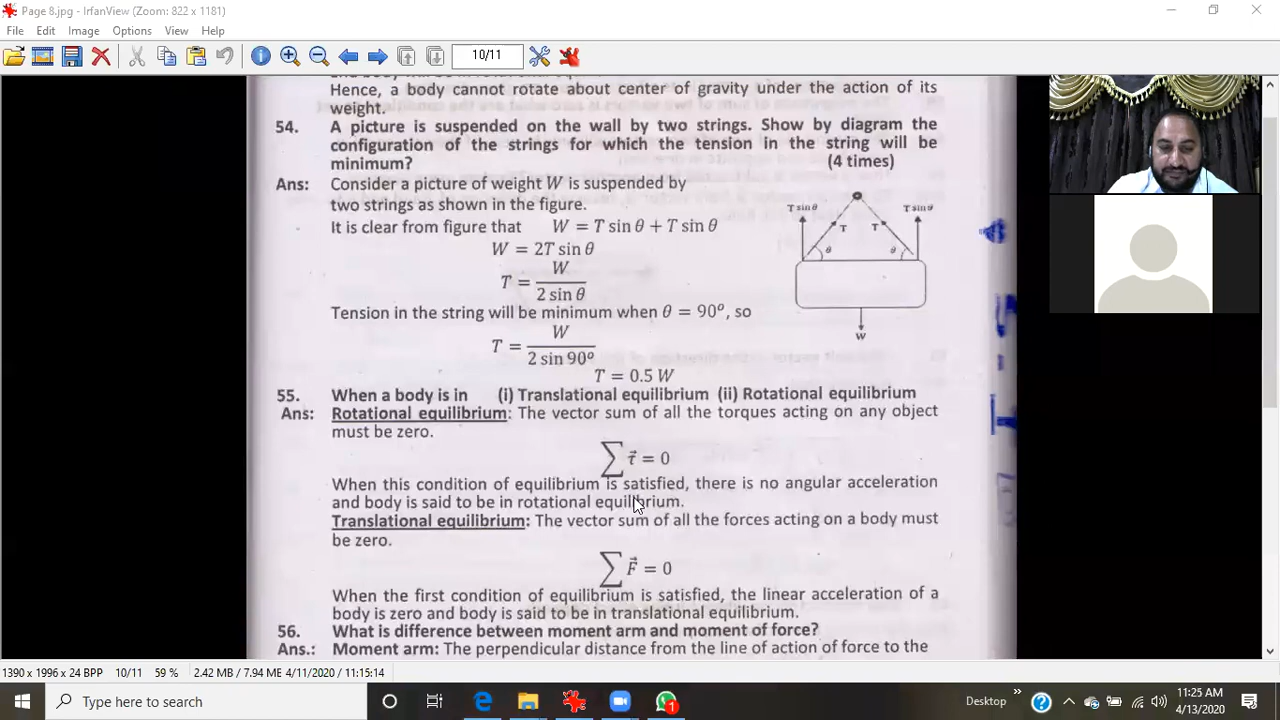 Page 8.jpg - IrfanView (Zoom: 822 x 1181)
File Edit Image Options View Help
10/11
Hence, a body cannot rotate about center of gravity under the action of its
weight.
54. A picture is suspended on the wall by two strings. Show by diagram the
configuration of the strings for which the tension in the string will be
minimum? (4 times)
Ans: Consider a picture of weight W is suspended by
two strings as shown in the figure.
It is clear from figure that W = T sin θ + T sin θ
W = 2T sin θ
T = W / 2 sin θ
Tension in the string will be minimum when θ = 90°, so
T = W / 2 sin 90°
T = 0.5 W
T sin θ T sin θ
T T
θ θ
W
55. When a body is in (i) Translational equilibrium (ii) Rotational equilibrium
Ans: Rotational equilibrium: The vector sum of all the torques acting on any object
must be zero.
∑ τ⃗ = 0
When this condition of equilibrium is satisfied, there is no angular acceleration
and body is said to be in rotational equilibrium.
Translational equilibrium: The vector sum of all the forces acting on a body must
be zero.
∑ F⃗ = 0
When the first condition of equilibrium is satisfied, the linear acceleration of a
body is zero and body is said to be in translational equilibrium.
56. What is difference between moment arm and moment of force?
Ans.: Moment arm: The perpendicular distance from the line of action of force to the
1390 x 1996 x 24 BPP 10/11 59 % 2.42 MB / 7.94 MB 4/11/2020 / 11:15:14
Type here to search
1
Desktop
11:25 AM
4/13/2020